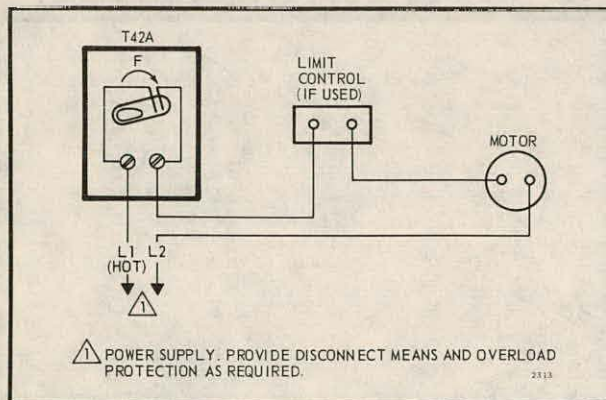 T42A
F
LIMIT
CONTROL
(IF USED)
MOTOR
L1 L2
(HOT)
1
1 POWER SUPPLY. PROVIDE DISCONNECT MEANS AND OVERLOAD
PROTECTION AS REQUIRED.
2313